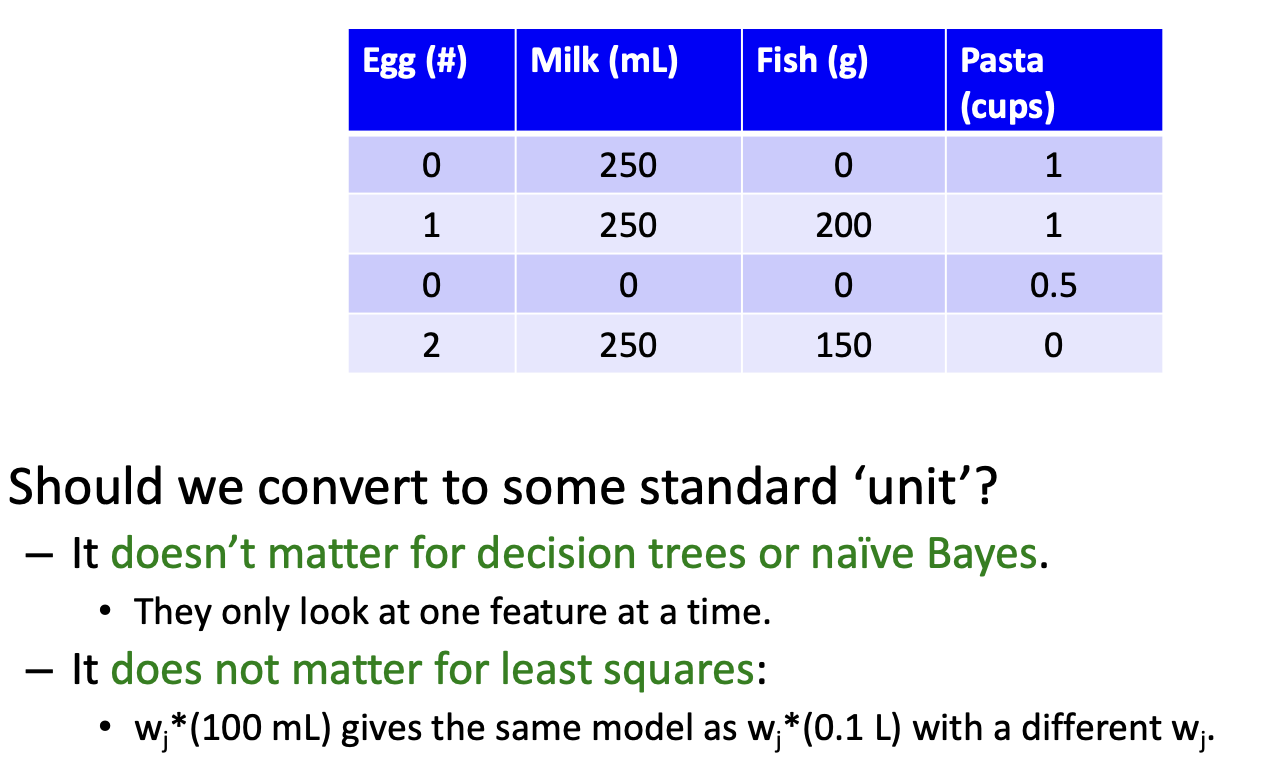 Egg (#) Milk (mL) Fish (g) Pasta (cups)
0 250 0 1
1 250 200 1
0 0 0 0.5
2 250 150 0
Should we convert to some standard ‘unit’?
– It doesn’t matter for decision trees or naïve Bayes.
• They only look at one feature at a time.
– It does not matter for least squares:
• wj*(100 mL) gives the same model as wj*(0.1 L) with a different wj.